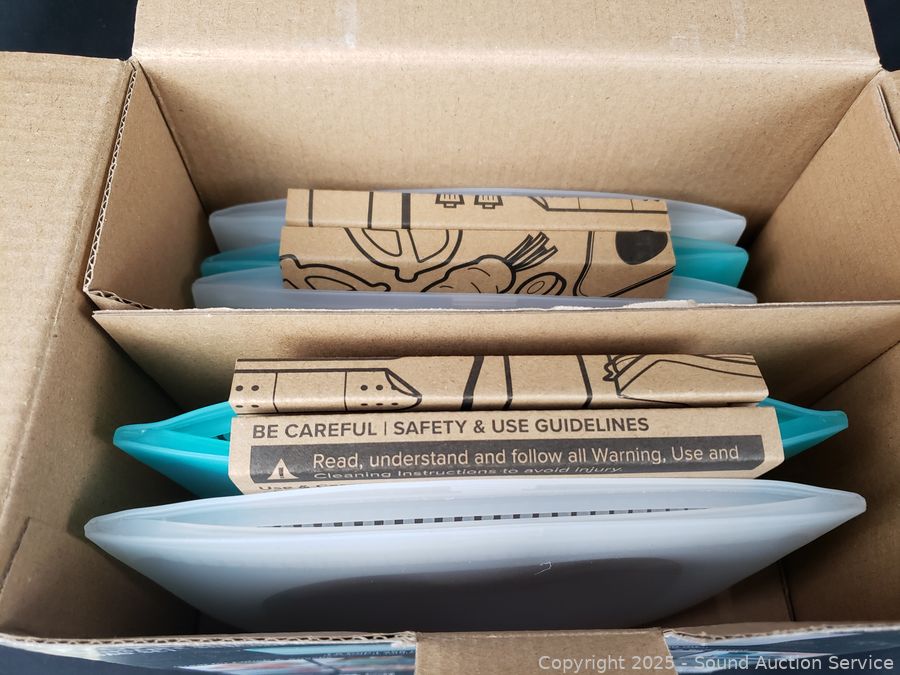 BE CAREFUL | SAFETY & USE GUIDELINES
Read, understand and follow all Warning, Use and
Cleaning Instructions to avoid injury.
Copyright 2025 - Sound Auction Service